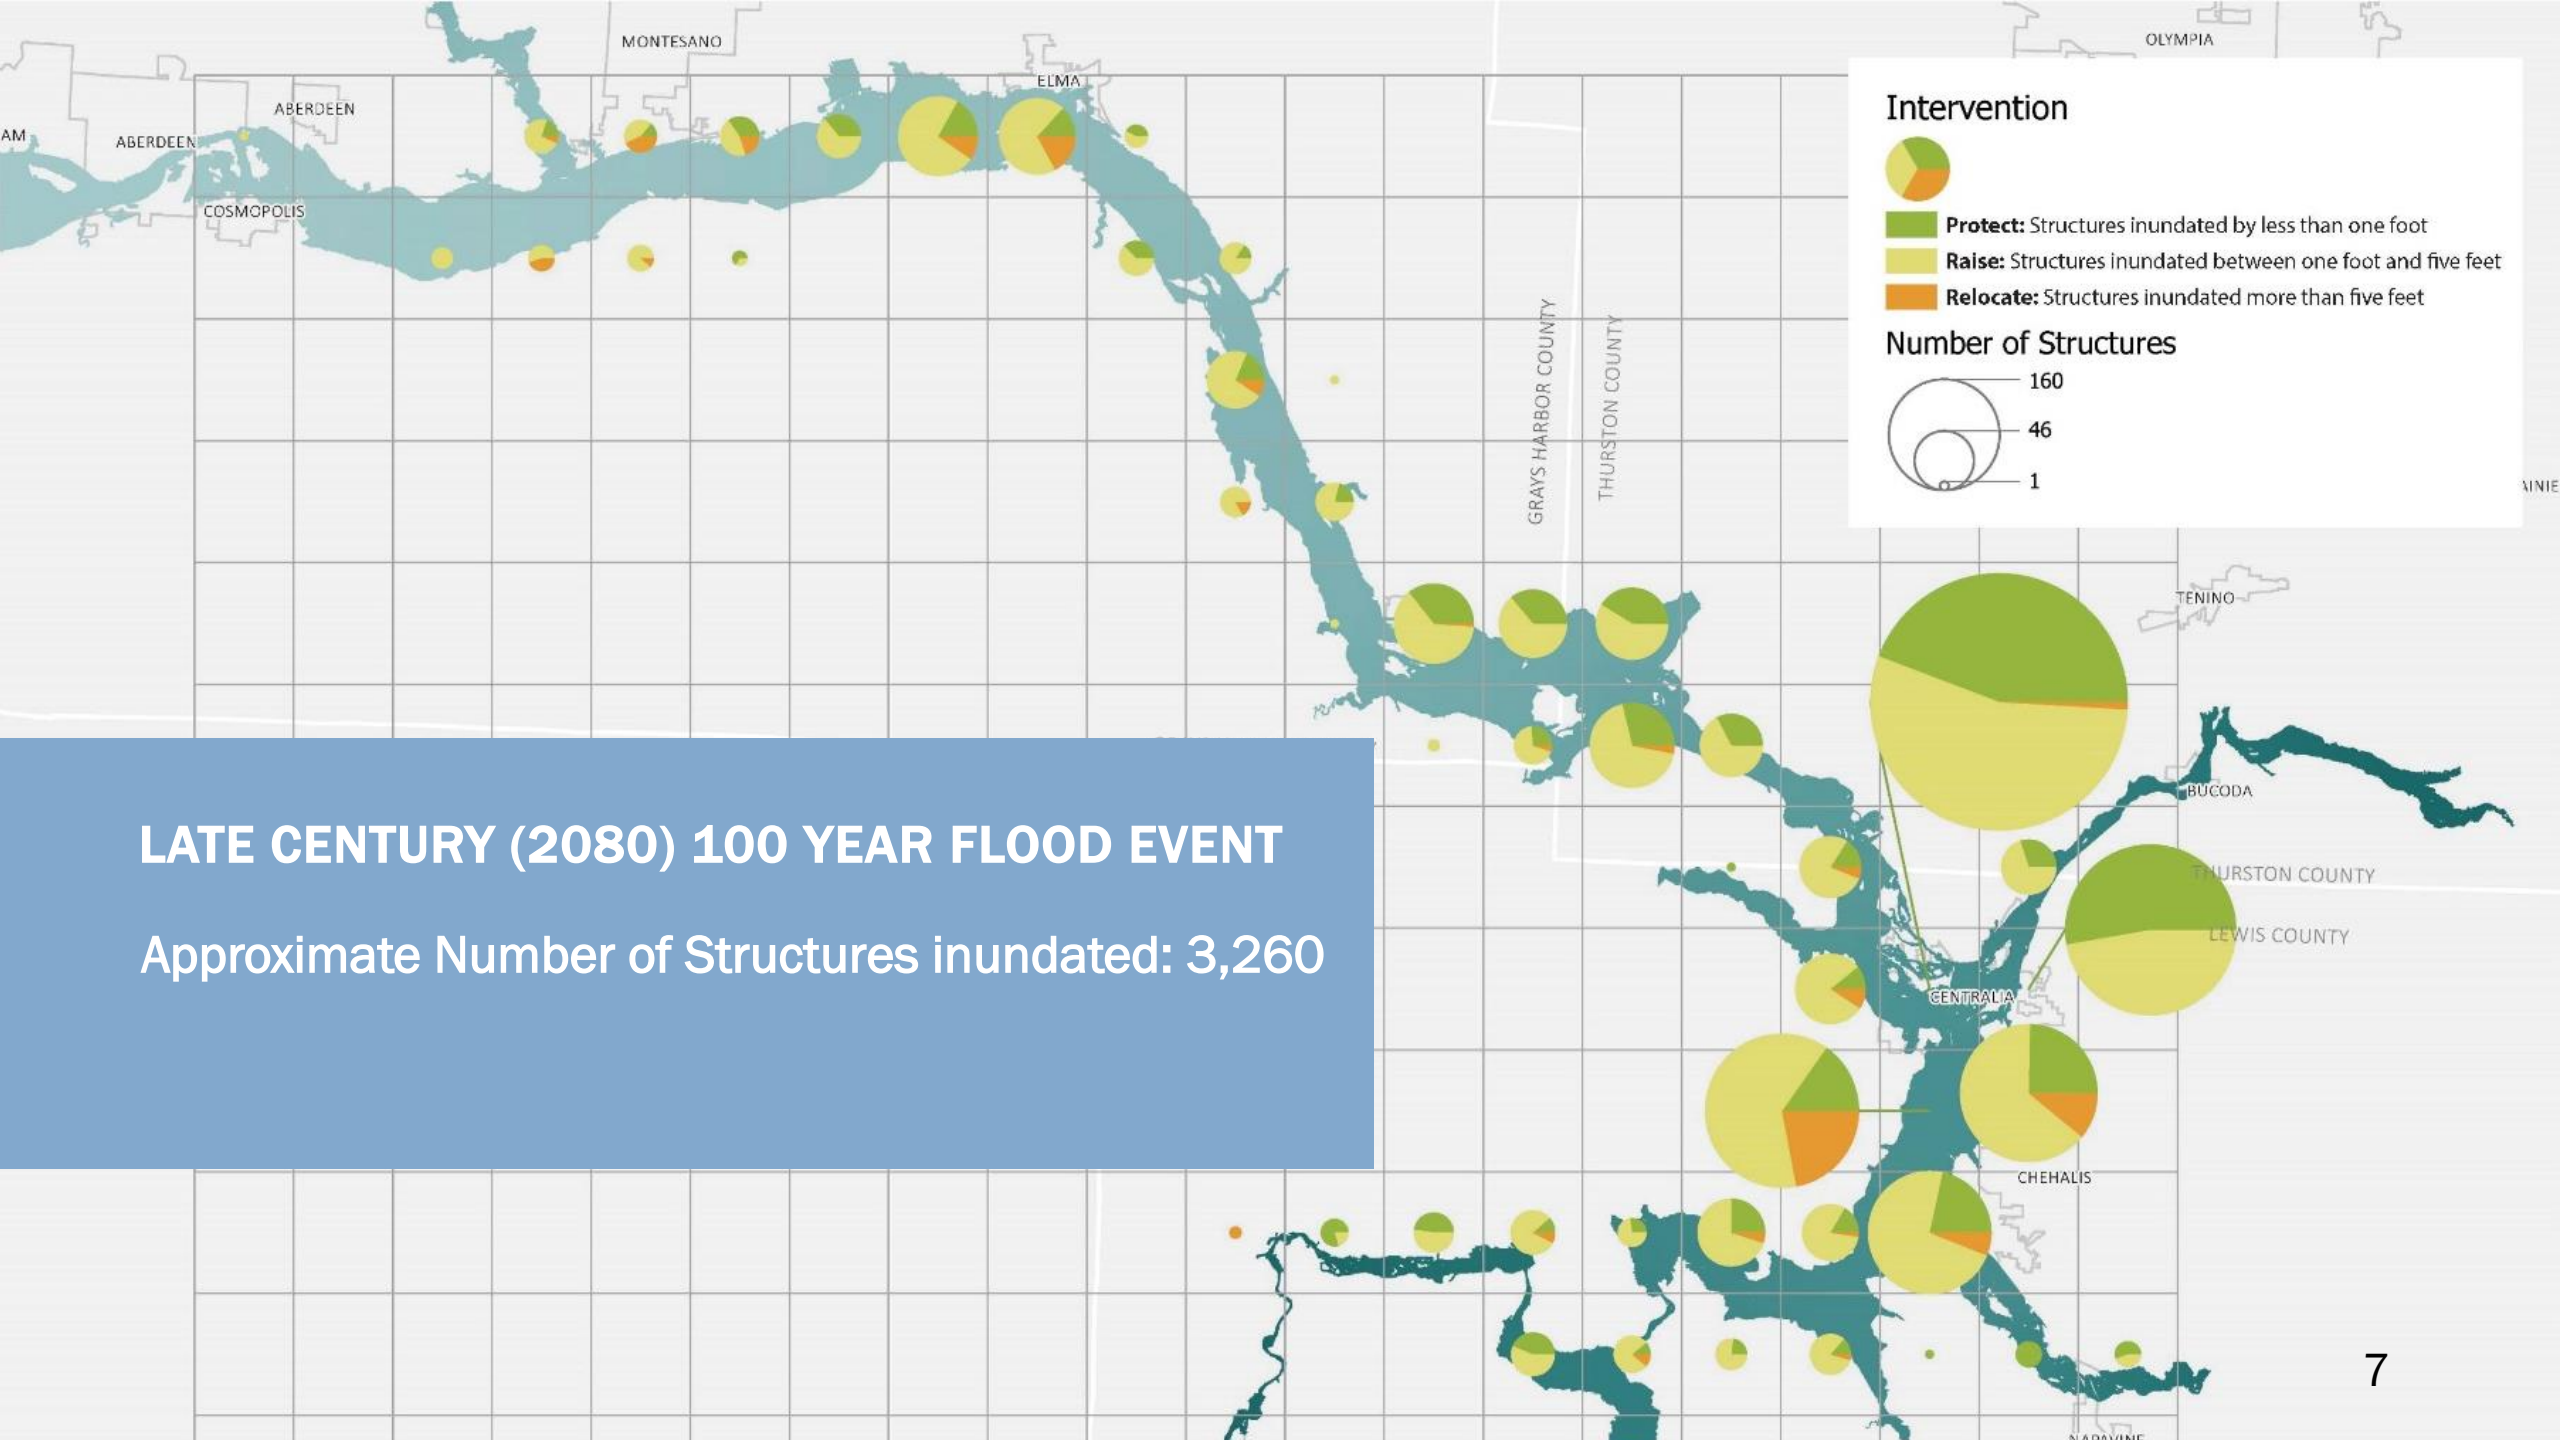 MONTESANO
OLYMPIA
ELMA
ABERDEEN
AM
ABERDEEN
COSMOPOLIS
Intervention
Protect: Structures inundated by less than one foot
Raise: Structures inundated between one foot and five feet
Relocate: Structures inundated more than five feet
Number of Structures
160
46
1
GRAYS HARBOR COUNTY
THURSTON COUNTY
AINIE
TENINO
BUCODA
LATE CENTURY (2080) 100 YEAR FLOOD EVENT
Approximate Number of Structures inundated: 3,260
THURSTON COUNTY
LEWIS COUNTY
CENTRALIA
CHEHALIS
7
NAPAVINE